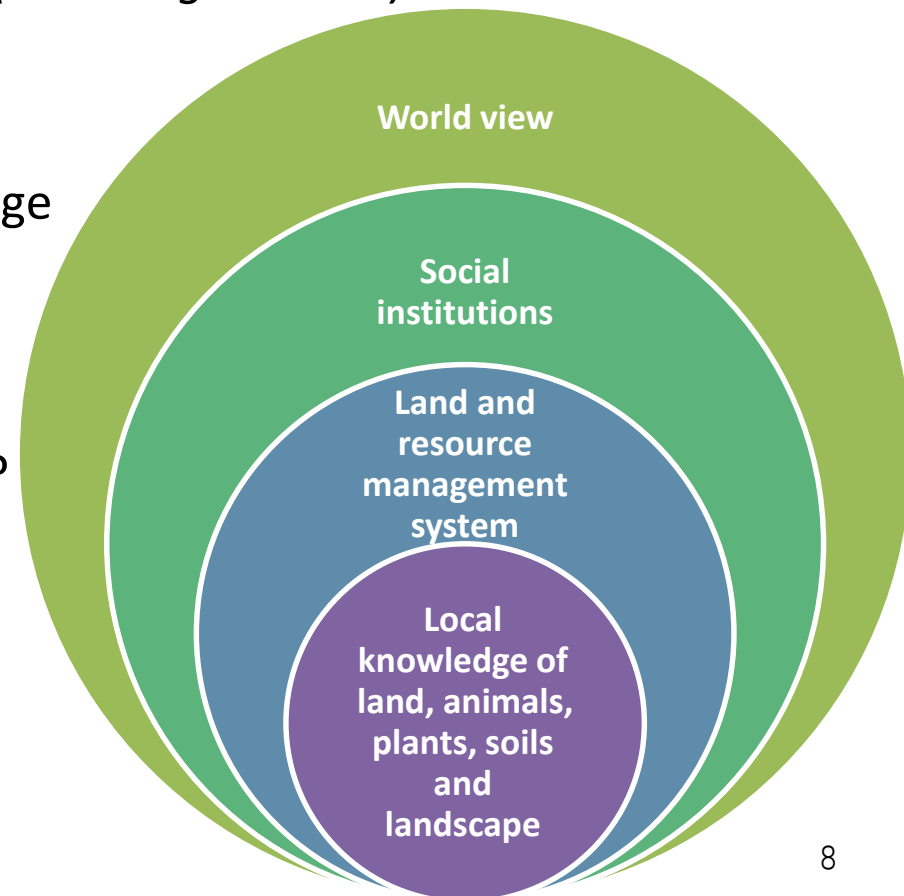 World view
ge
Social
institutions
Land and
resource
management
system
Local
knowledge of
land, animals,
plants, soils
and
landscape
8